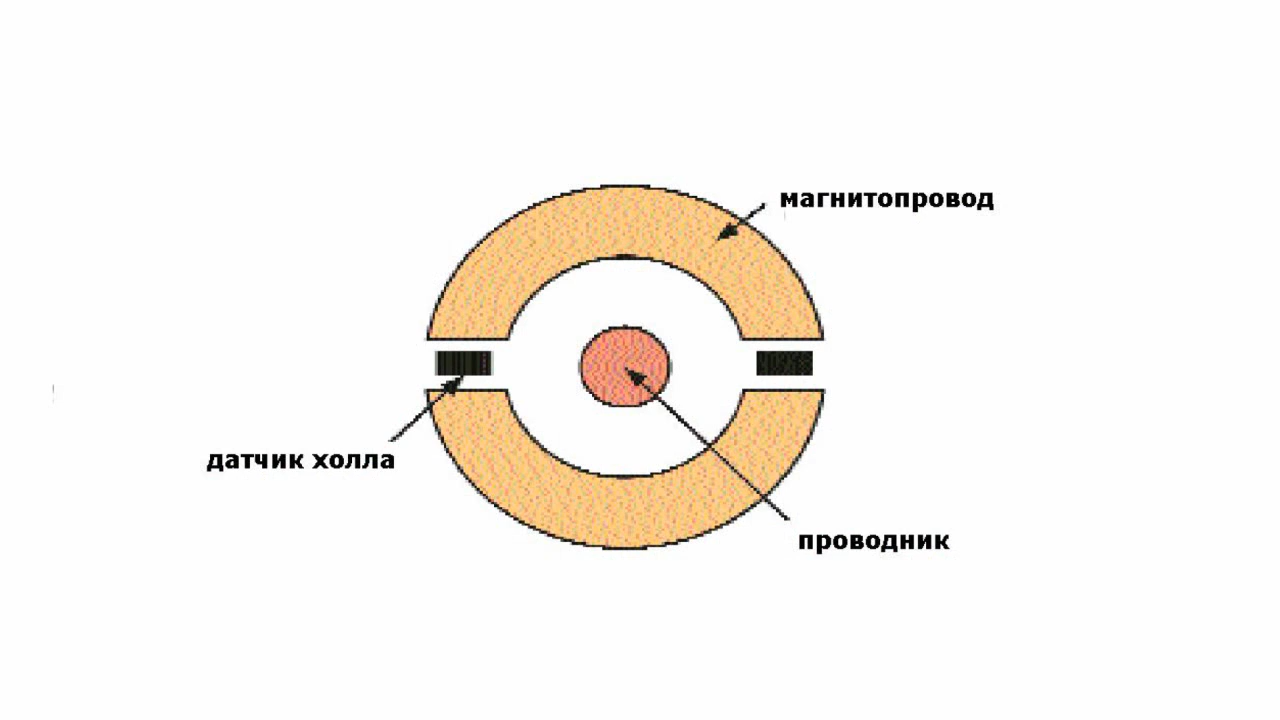 магнитопровод
датчик холла
проводник